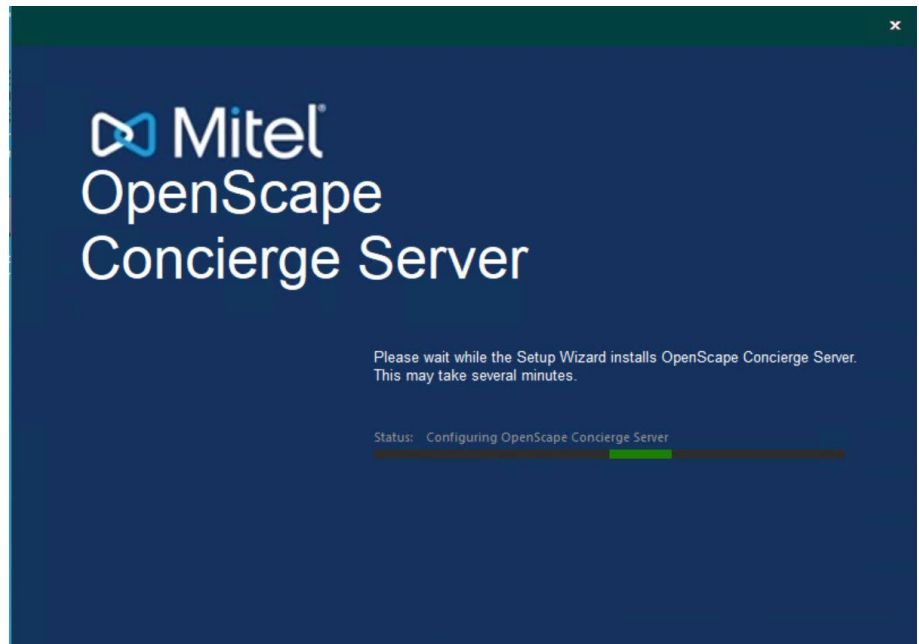 Mitel®
OpenScape
Concierge Server
Please wait while the Setup Wizard installs OpenScape Concierge Server.
This may take several minutes.
Status: Configuring OpenScape Concierge Server